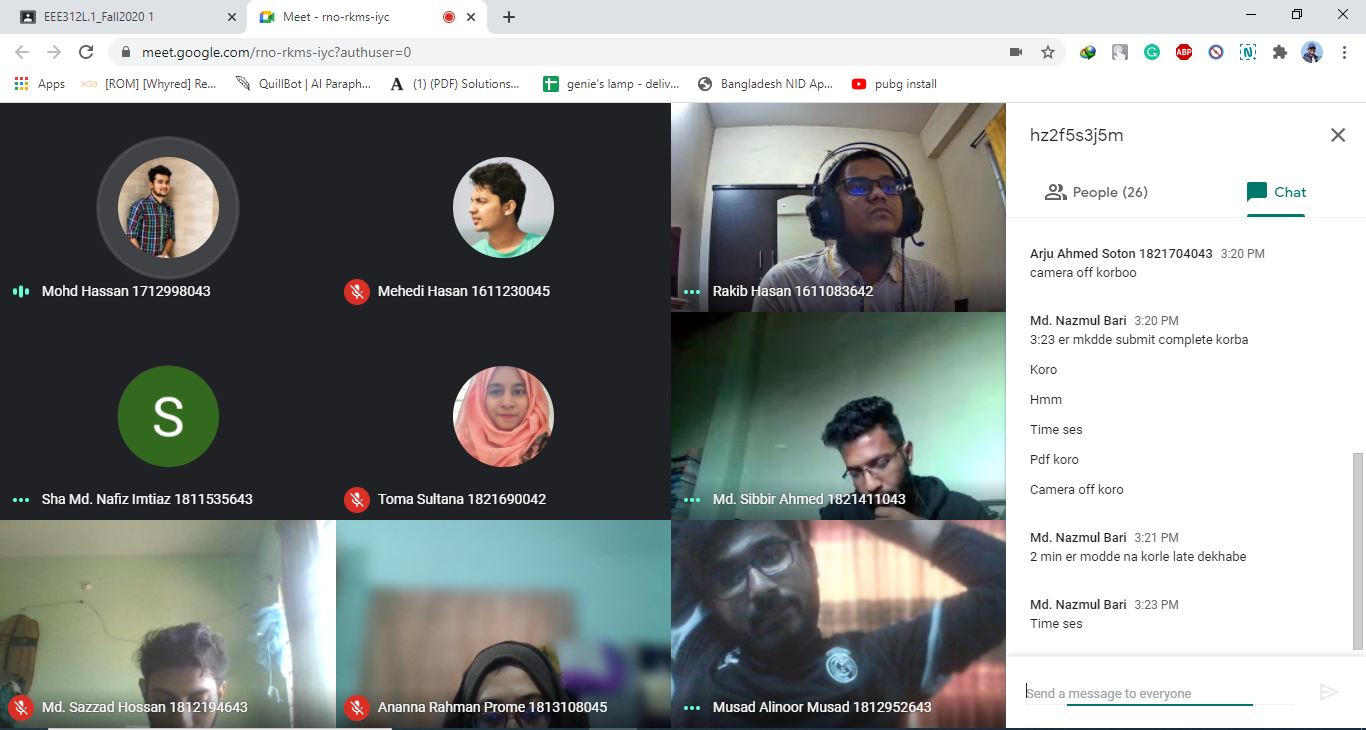 EEE312L.1_Fall2020 1
Meet - rno-rkms-iyc
meet.google.com/rno-rkms-iyc?authuser=0
ABP
Apps
xda
[ROM] [Whyred] Re...
QuillBot | AI Paraph...
A
(1) (PDF) Solutions...
genie's lamp - deliv...
Bangladesh NID Ap...
pubg install
Mohd Hassan 1712998043
Mehedi Hasan 1611230045
Rakib Hasan 1611083642
S
Sha Md. Nafiz Imtiaz 1811535643
Toma Sultana 1821690042
Md. Sibbir Ahmed 1821411043
Md. Sazzad Hossan 1812194643
Ananna Rahman Prome 1813108045
Musad Alinoor Musad 1812952643
hz2f5s3j5m
People (26)
Chat
Arju Ahmed Soton 1821704043 3:20 PM
camera off korboo
Md. Nazmul Bari 3:20 PM
3:23 er mkdde submit complete korba
Koro
Hmm
Time ses
Pdf koro
Camera off koro
Md. Nazmul Bari 3:21 PM
2 min er modde na korle late dekhabe
Md. Nazmul Bari 3:23 PM
Time ses
Send a message to everyone